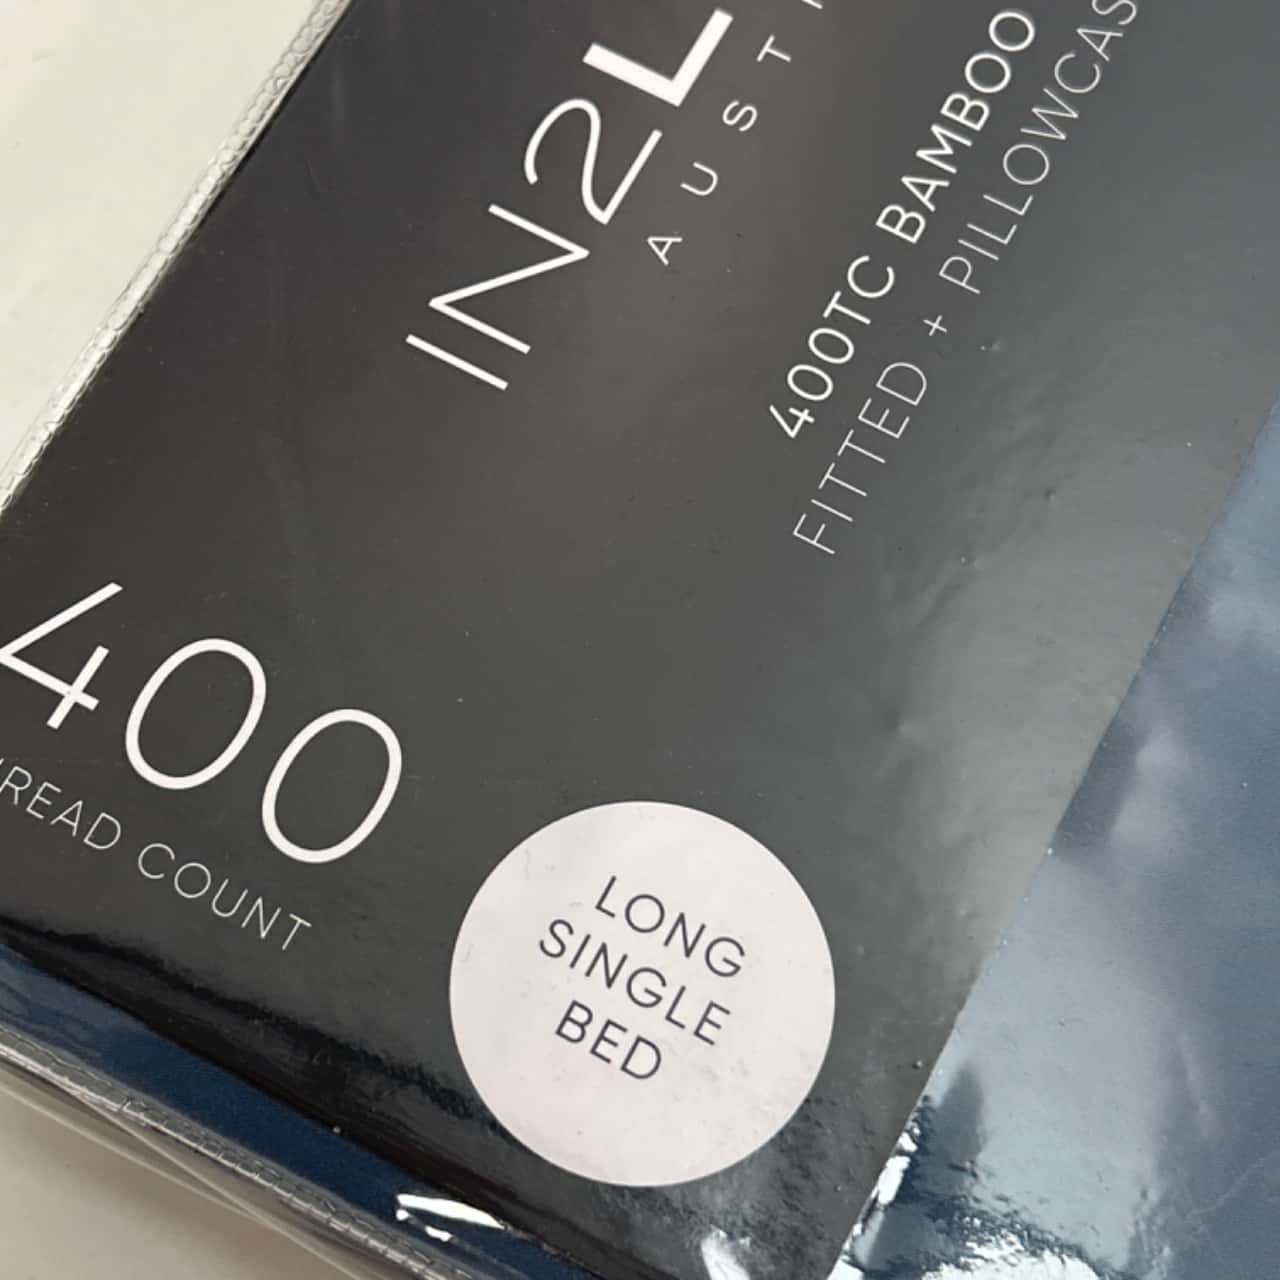 IN2L
AUST
400TC BAMBOO
FITTED + PILLOWCAS
400
READ COUNT
LONG
SINGLE
BED